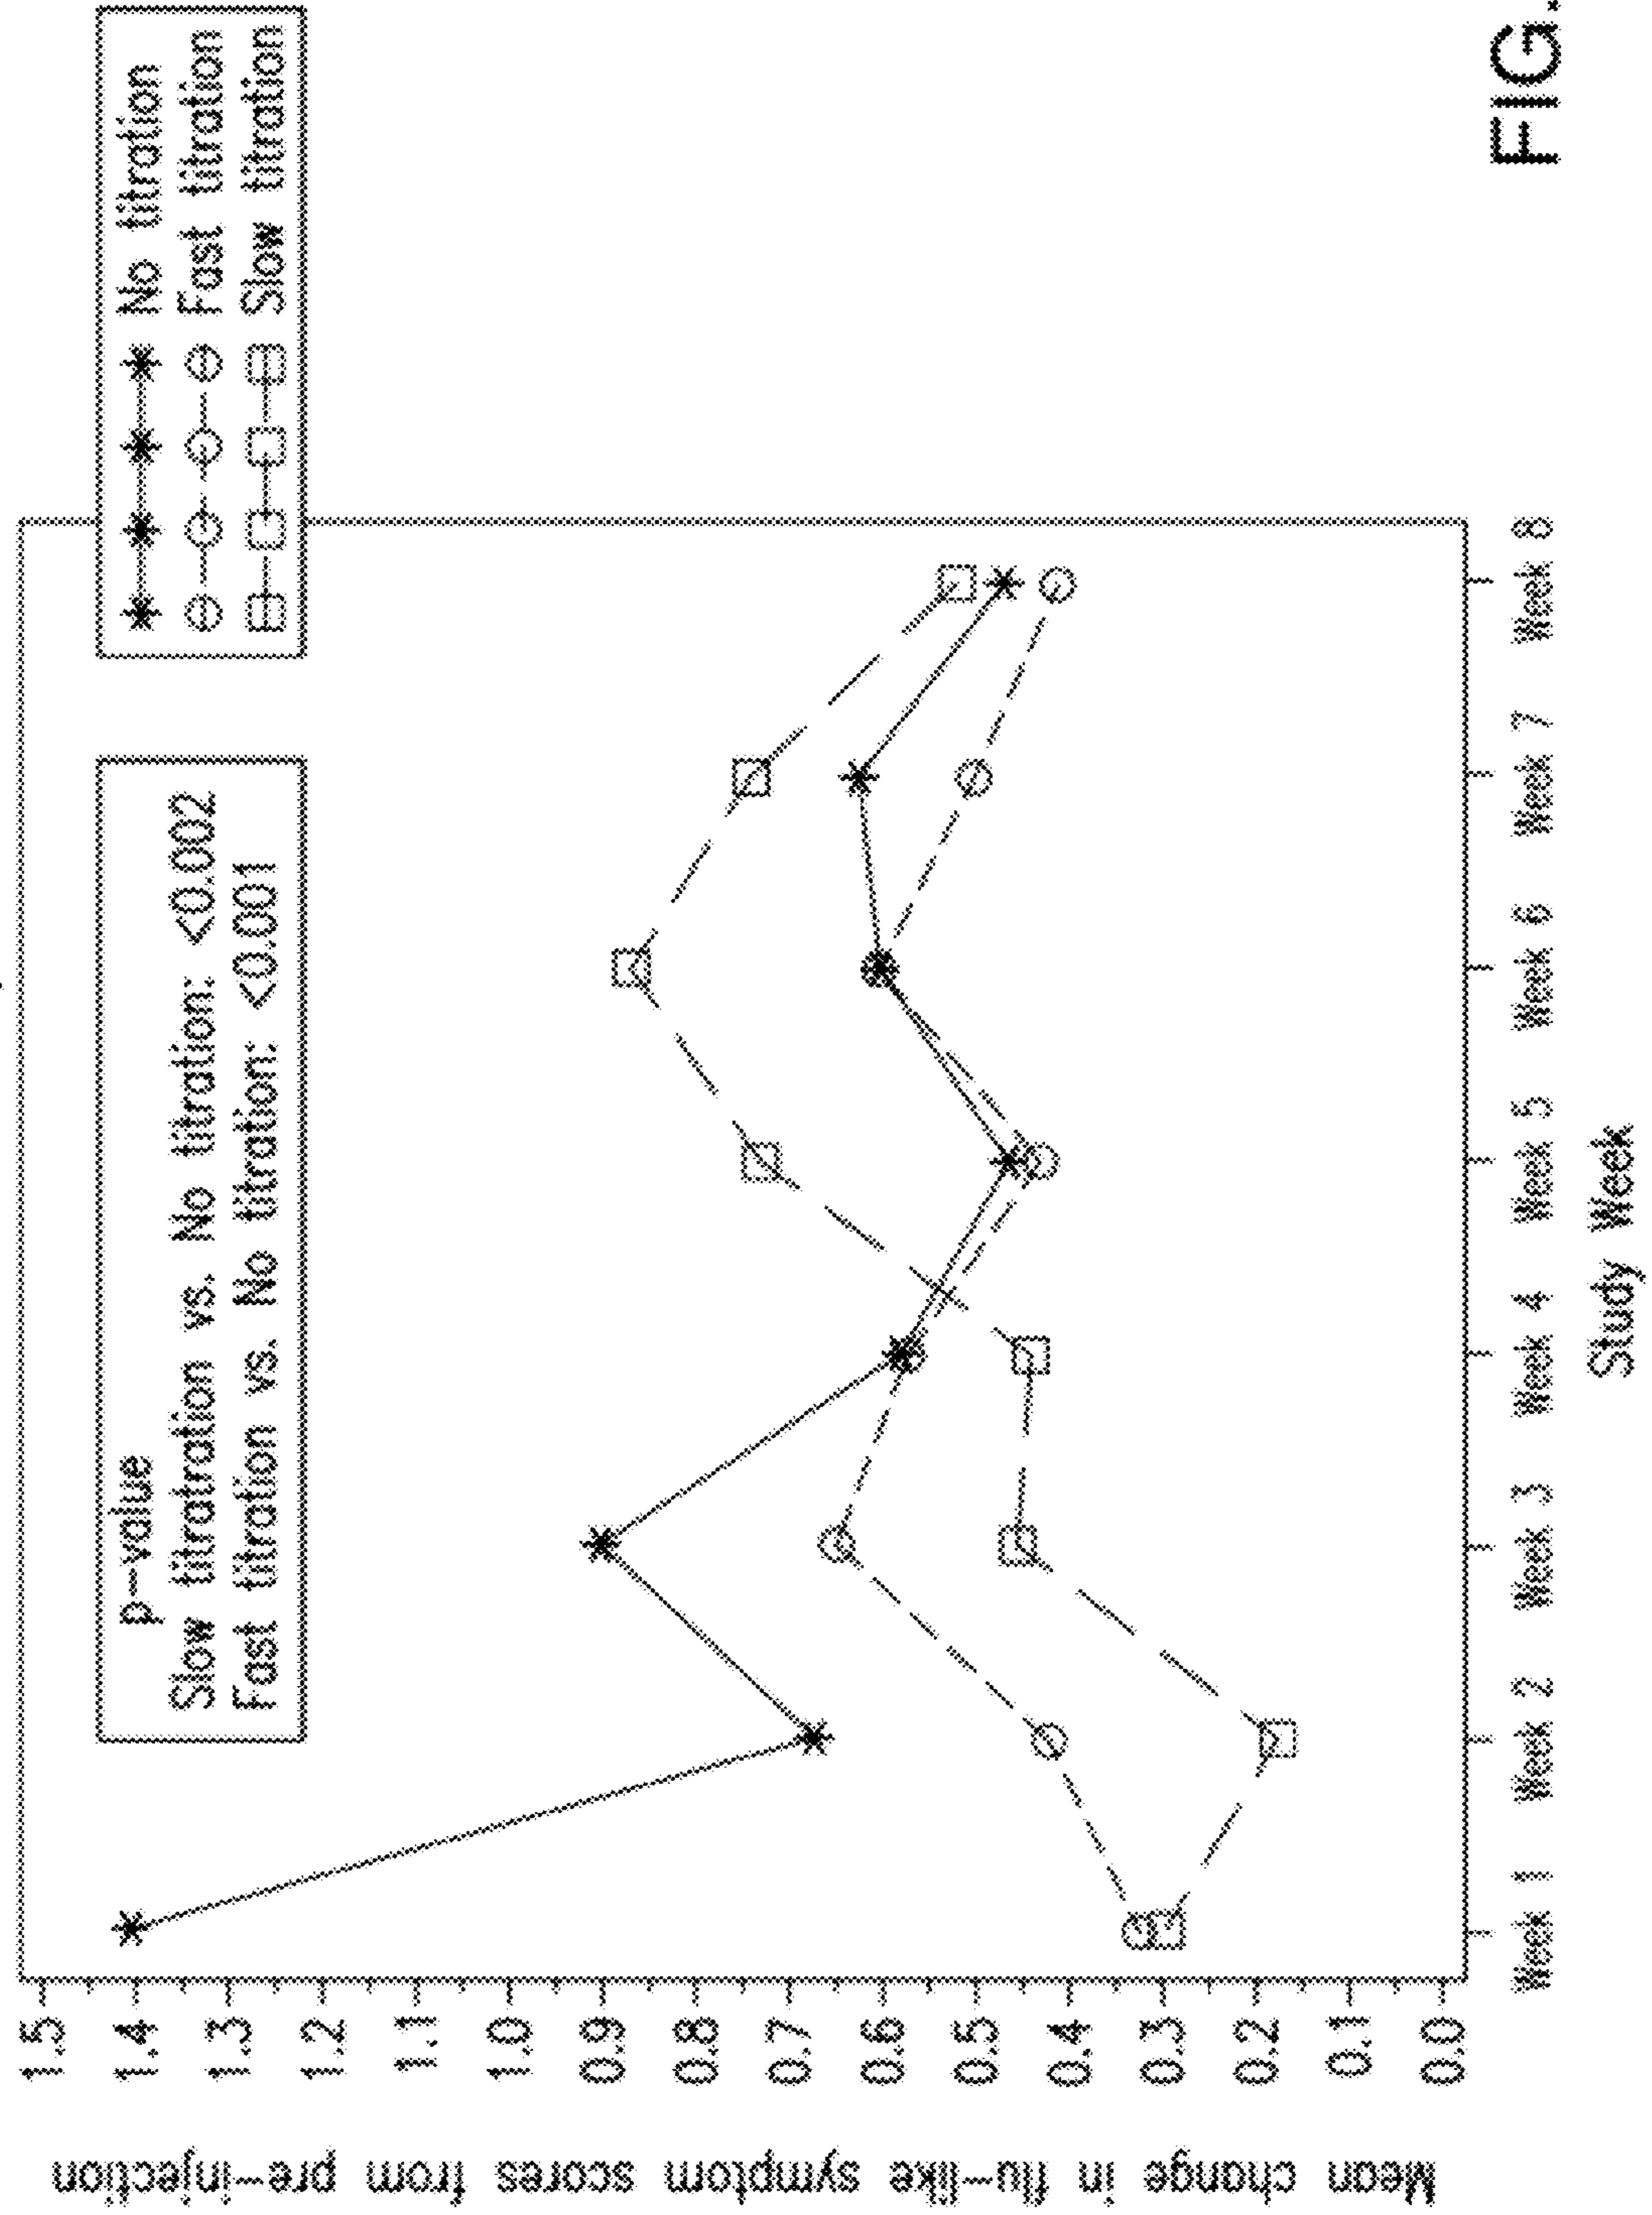 p-value
Slow titratration vs. No titration: <0.002
Fast titration vs. No titration: <0.001
No titration
Fast titration
Slow titration
Mean change in flu-like symptom scores from pre-injection
1.5
1.4
1.3
1.2
1.1
1.0
0.9
0.8
0.7
0.6
0.5
0.4
0.3
0.2
0.1
0.0
Week 1
Week 2
Week 3
Week 4
Week 5
Week 6
Week 7
Week 8
Study Week
FIG.